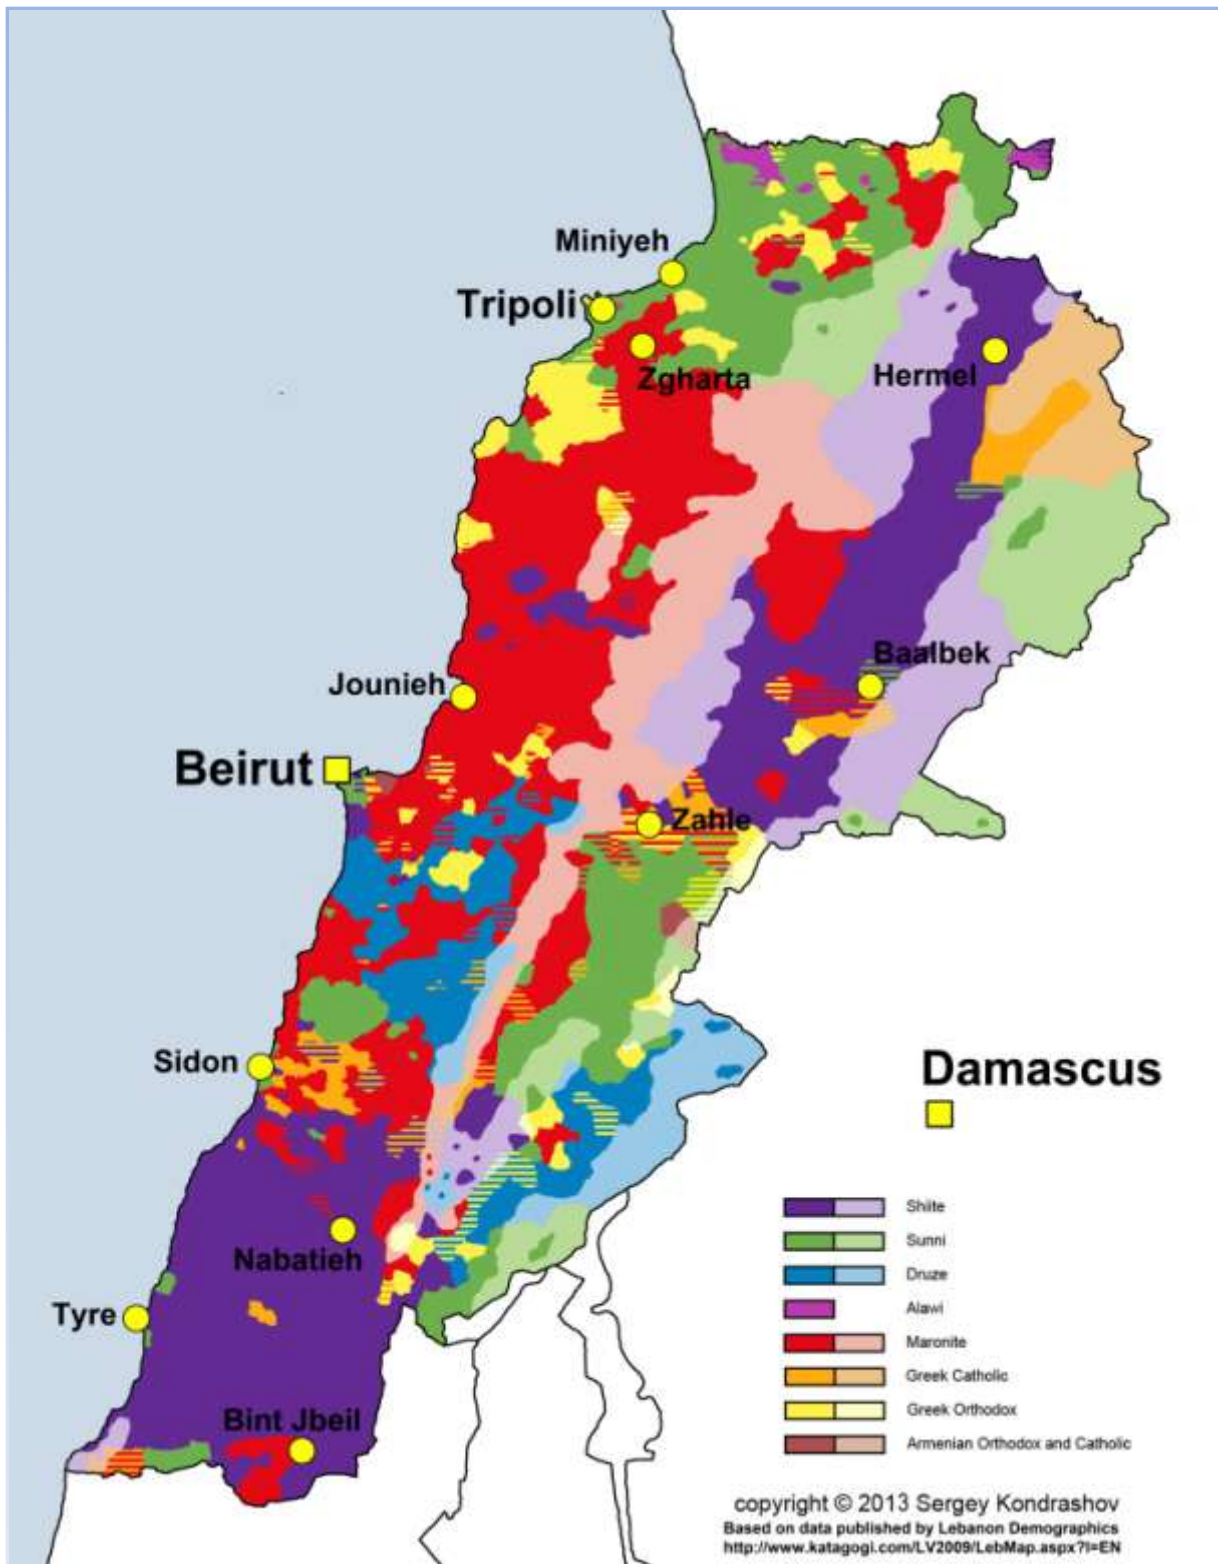 Miniyeh
Tripoli
Zgharta
Hermel
Baalbek
Jounieh
Beirut
Zahle
Sidon
Damascus
Nabatieh
Tyre
Bint Jbeil
Shiite
Sunni
Druze
Alawi
Maronite
Greek Catholic
Greek Orthodox
Armenian Orthodox and Catholic
copyright © 2013 Sergey Kondrashov
Based on data published by Lebanon Demographics
http://www.katagogi.com/LV2009/LebMap.aspx?l=EN